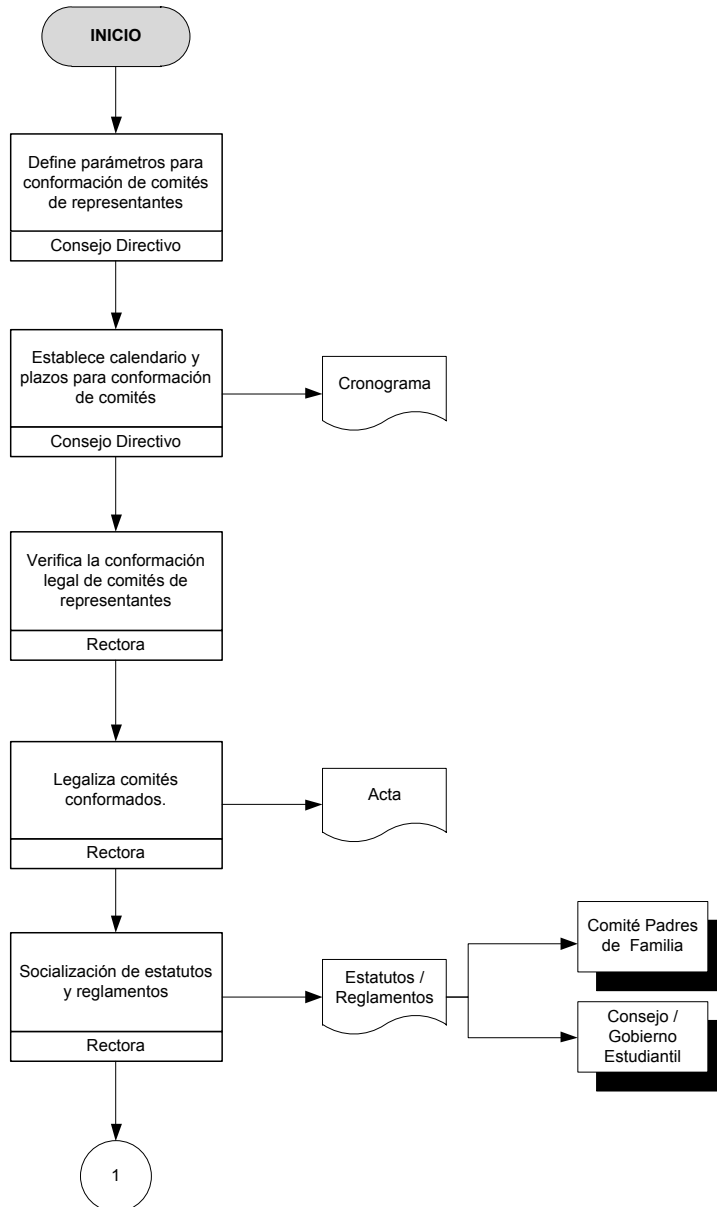 INICIO
Define parámetros para
conformación de comités
de representantes
Consejo Directivo
Establece calendario y
plazos para conformación
de comités
Consejo Directivo
Cronograma
Verifica la conformación
legal de comités de
representantes
Rectora
Legaliza comités
conformados.
Rectora
Acta
Socialización de estatutos
y reglamentos
Rectora
Estatutos /
Reglamentos
Comité Padres
de Familia
Consejo /
Gobierno
Estudiantil
1